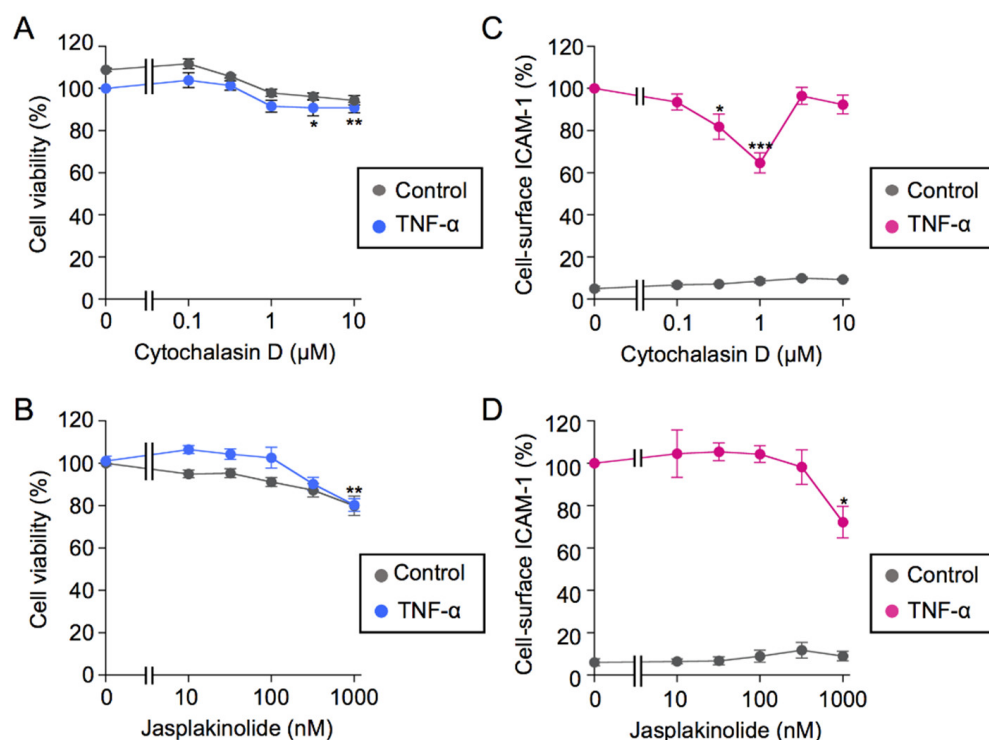 A
Cell viability (%)
120
100
80
60
40
20
0
0 0.1 1 10
Cytochalasin D (µM)
* **
Control
TNF-α
C
Cell-surface ICAM-1 (%)
120
100
80
60
40
20
0
0 0.1 1 10
Cytochalasin D (µM)
*
***
Control
TNF-α
B
Cell viability (%)
120
100
80
60
40
20
0
0 10 100 1000
Jasplakinolide (nM)
**
Control
TNF-α
D
Cell-surface ICAM-1 (%)
120
100
80
60
40
20
0
0 10 100 1000
Jasplakinolide (nM)
*
Control
TNF-α